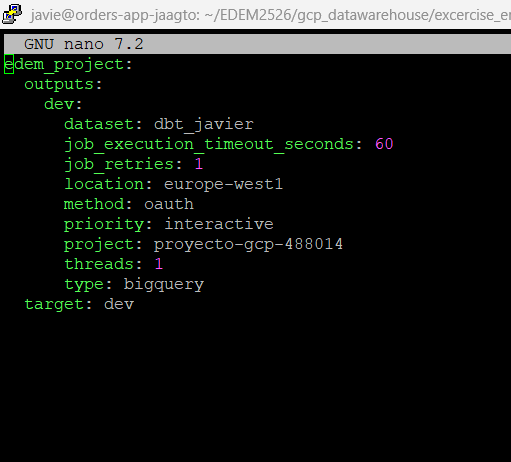 javie@orders-app-jaagto: ~/EDEM2526/gcp_datawarehouse/excercise_e
GNU nano 7.2
edem_project:
outputs:
dev:
dataset: dbt_javier
job_execution_timeout_seconds: 60
job_retries: 1
location: europe-west1
method: oauth
priority: interactive
project: proyecto-gcp-488014
threads: 1
type: bigquery
target: dev